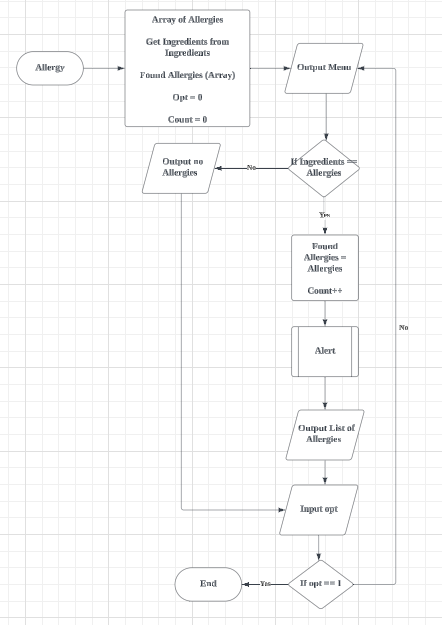 Allergy
Array of Allergies
Get Ingredients from
Ingredients
Found Allergies (Array)
Opt = 0
Count = 0
Output Menu
If Ingredients ==
Allergies
No
Output no
Allergies
Yes
Found
Allergies =
Allergies
Count++
Alert
No
Output List of
Allergies
Input opt
If opt == 1
Yes
End